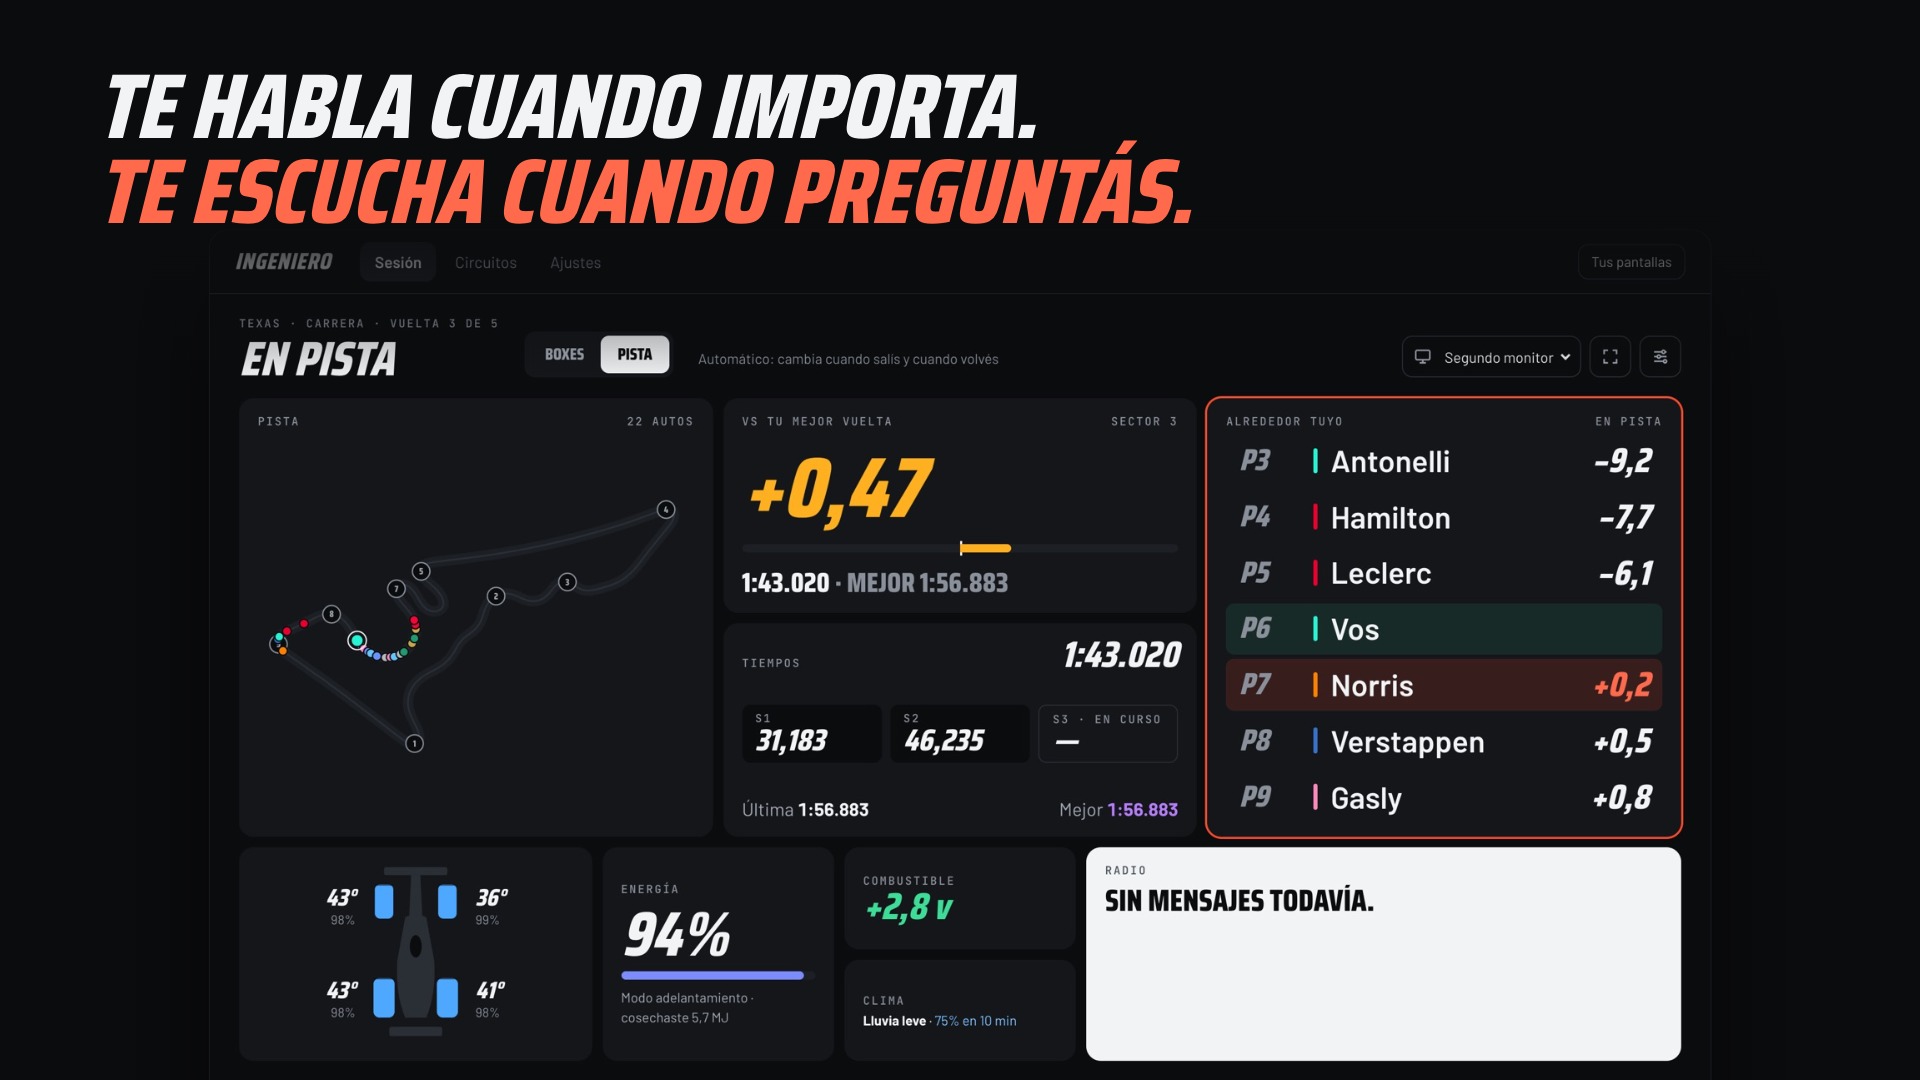 TE HABLA CUANDO IMPORTA.
TE ESCUCHA CUANDO PREGUNTÁS.
INGENIERO
Sesión
Circuitos
Ajustes
Tus pantallas
TEXAS · CARRERA · VUELTA 3 DE 5
EN PISTA
BOXES
PISTA
Automático: cambia cuando salís y cuando volvés
Segundo monitor
PISTA
22 AUTOS
4
5
7
3
2
8
1
VS TU MEJOR VUELTA
SECTOR 3
+0,47
1:43.020 · MEJOR 1:56.883
TIEMPOS
1:43.020
S1
31,183
S2
46,235
S3 · EN CURSO
—
Última 1:56.883
Mejor 1:56.883
ALREDEDOR TUYO
EN PISTA
P3 Antonelli −9,2
P4 Hamilton −7,7
P5 Leclerc −6,1
P6 Vos
P7 Norris +0,2
P8 Verstappen +0,5
P9 Gasly +0,8
43°
98%
36°
99%
43°
98%
41°
98%
ENERGÍA
94%
Modo adelantamiento ·
cosechaste 5,7 MJ
COMBUSTIBLE
+2,8 v
CLIMA
Lluvia leve · 75% en 10 min
RADIO
SIN MENSAJES TODAVÍA.